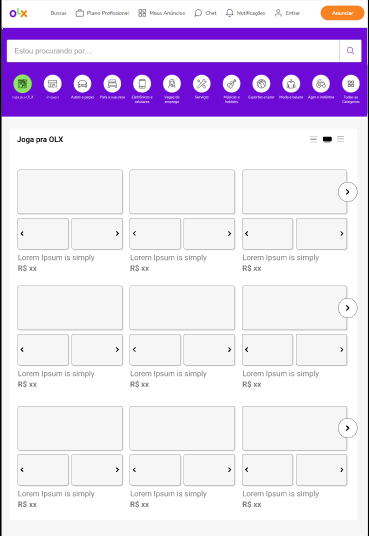 OLX
Buscar Plano Profissional Meus Anúncios Chat Notificações Entrar Anunciar
Estou procurando por...
Joga pra OLX Imóveis Autos e peças Para a sua casa Eletrônicos e celulares Vagas de emprego Serviços Músicas e hobbies Esportes e lazer Moda e beleza Agro e indústria Todas as Categorias
Joga pra OLX
Lorem Ipsum is simply Lorem Ipsum is simply Lorem Ipsum is simply
R$ xx R$ xx R$ xx
Lorem Ipsum is simply Lorem Ipsum is simply Lorem Ipsum is simply
R$ xx R$ xx R$ xx
Lorem Ipsum is simply Lorem Ipsum is simply Lorem Ipsum is simply
R$ xx R$ xx R$ xx